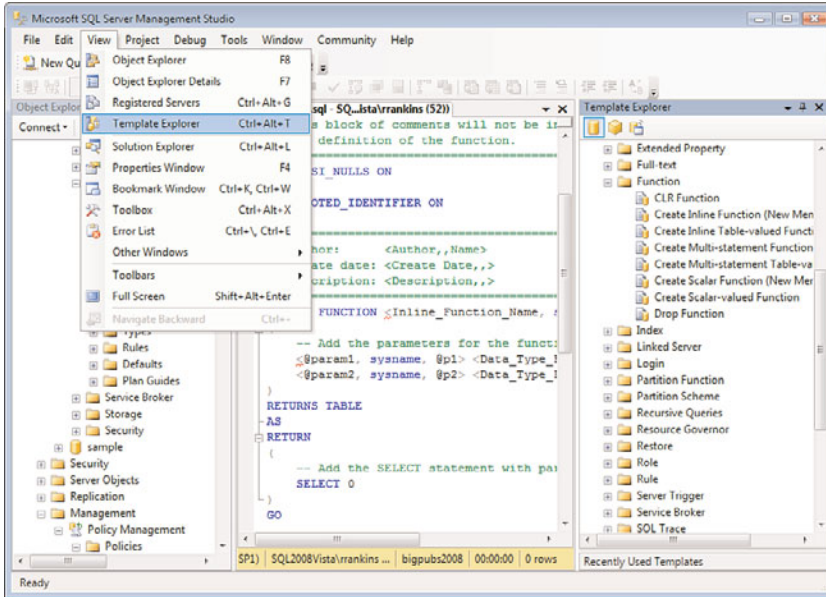 Microsoft SQL Server Management Studio
File Edit View Project Debug Tools Window Community Help
New Qu
Object Explor
Connect
Object Explorer F8
Object Explorer Details F7
Registered Servers Ctrl+Alt+G
Template Explorer Ctrl+Alt+T
Solution Explorer Ctrl+Alt+L
Properties Window F4
Bookmark Window Ctrl+K, Ctrl+W
Toolbox Ctrl+Alt+X
Error List Ctrl+\, Ctrl+E
Other Windows
Toolbars
Full Screen Shift+Alt+Enter
Navigate Backward Ctrl+-
Types
Rules
Defaults
Plan Guides
Service Broker
Storage
Security
sample
Security
Server Objects
Replication
Management
Policy Management
Policies
.sql - SQ...ista\rrankins (52))
s block of comments will not be in
definition of the function.
SI_NULLS ON
OTED_IDENTIFIER ON
hor: <Author,,Name>
ate date: <Create Date,,>
cription: <Description,,>
FUNCTION <Inline_Function_Name, s
(
-- Add the parameters for the functi
<@param1, sysname, @p1> <Data_Type_
<@param2, sysname, @p2> <Data_Type_
)
RETURNS TABLE
AS
RETURN
(
-- Add the SELECT statement with par
SELECT 0
)
GO
SP1) SQL2008Vista\rrankins ... bigpubs2008 00:00:00 0 rows
Template Explorer
Extended Property
Full-text
Function
CLR Function
Create Inline Function (New Men
Create Inline Table-valued Functi
Create Multi-statement Function
Create Multi-statement Table-va
Create Scalar Function (New Mer
Create Scalar-valued Function
Drop Function
Index
Linked Server
Login
Partition Function
Partition Scheme
Recursive Queries
Resource Governor
Restore
Role
Rule
Server Trigger
Service Broker
SQL Trace
Recently Used Templates
Ready